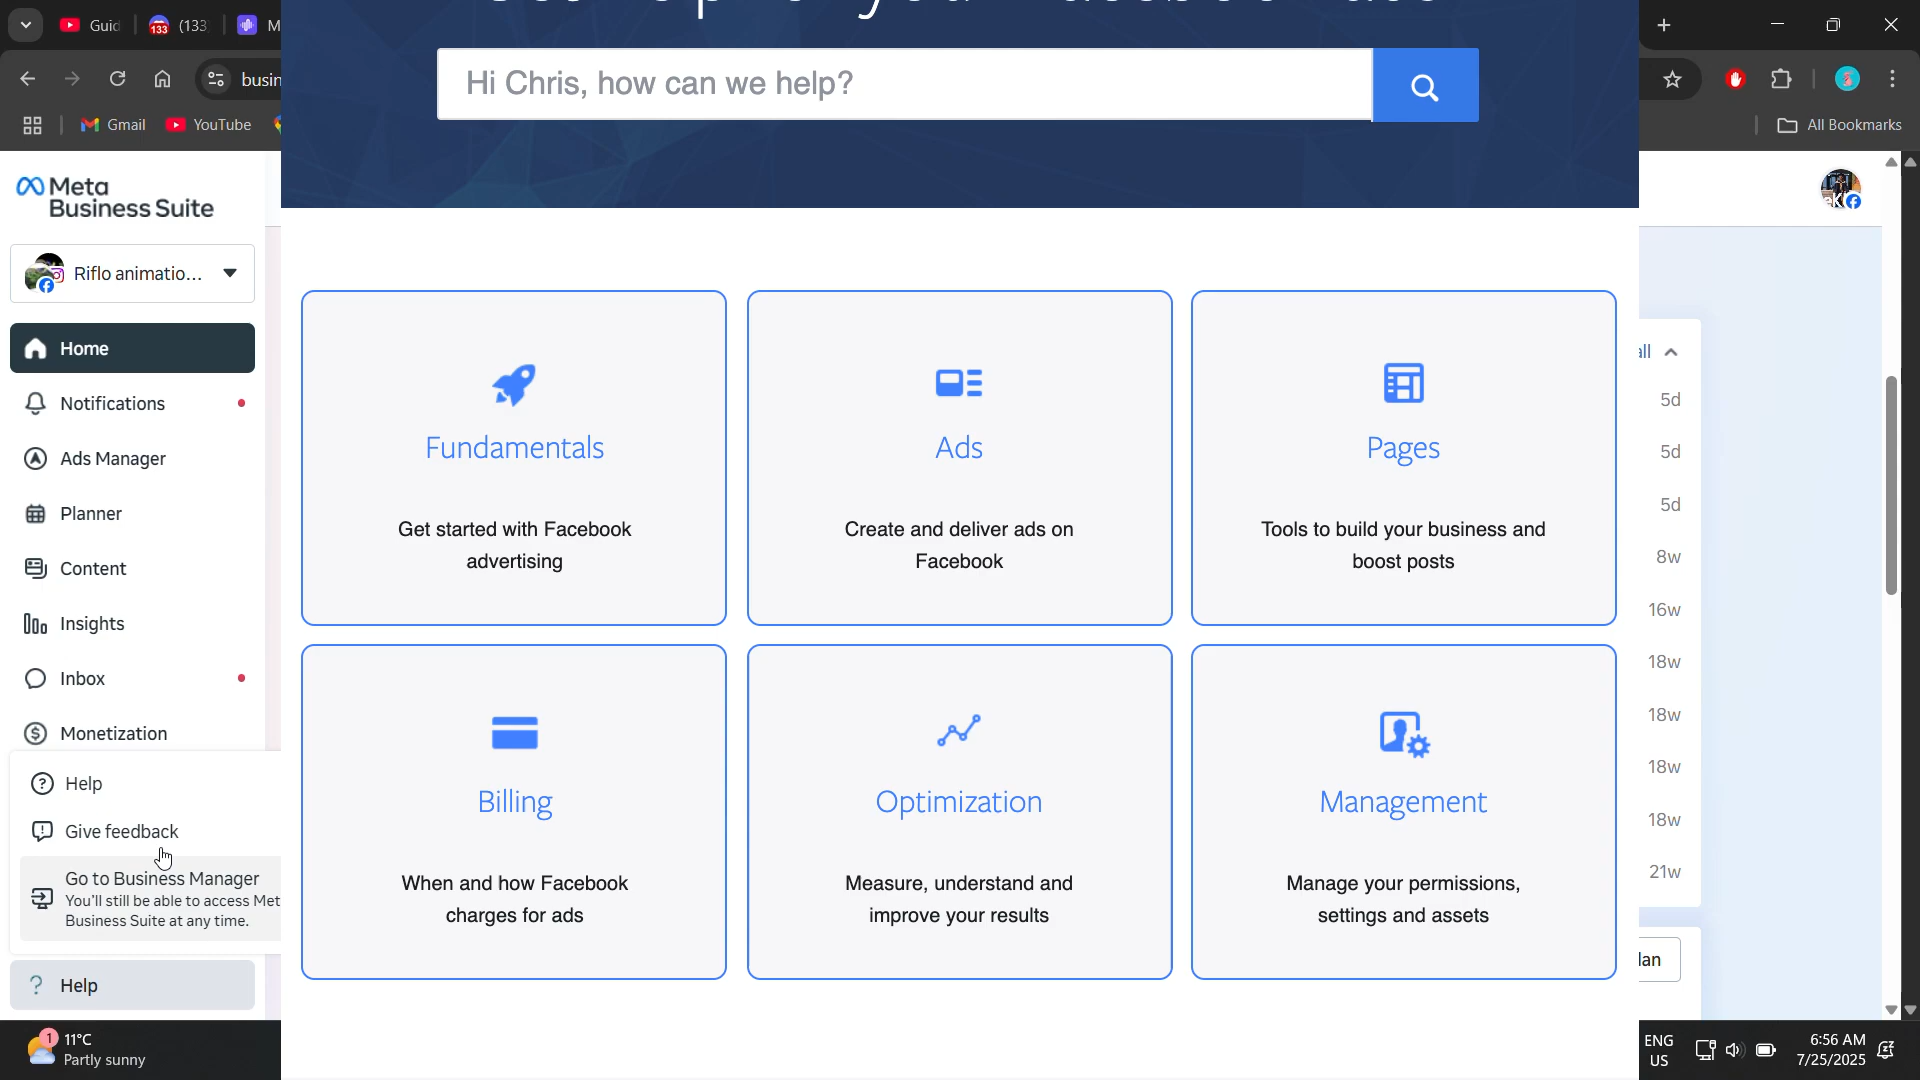 Guid
133
(133
M
Hi Chris, how can we help?
busin
Gmail
YouTube
All Bookmarks
Meta
Business Suite
Riflo animatio...
Home
Notifications
Ads Manager
Planner
Content
Insights
Inbox
Monetization
Help
Give feedback
Go to Business Manager
You'll still be able to access Met
Business Suite at any time.
Help
Fundamentals
Get started with Facebook
advertising
Ads
Create and deliver ads on
Facebook
Pages
Tools to build your business and
boost posts
Billing
When and how Facebook
charges for ads
Optimization
Measure, understand and
improve your results
Management
Manage your permissions,
settings and assets
all
5d
5d
5d
8w
16w
18w
18w
18w
18w
21w
lan
1
11°C
Partly sunny
ENG
US
6:56 AM
7/25/2025